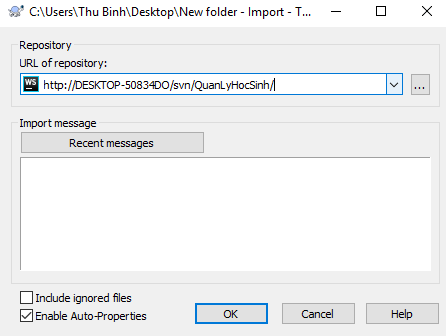 C:\Users\Thu Binh\Desktop\New folder - Import - T...
Repository
URL of repository:
WS http://DESKTOP-50834DO/svn/QuanLyHocSinh/
...
Import message
Recent messages
Include ignored files
Enable Auto-Properties
OK Cancel Help